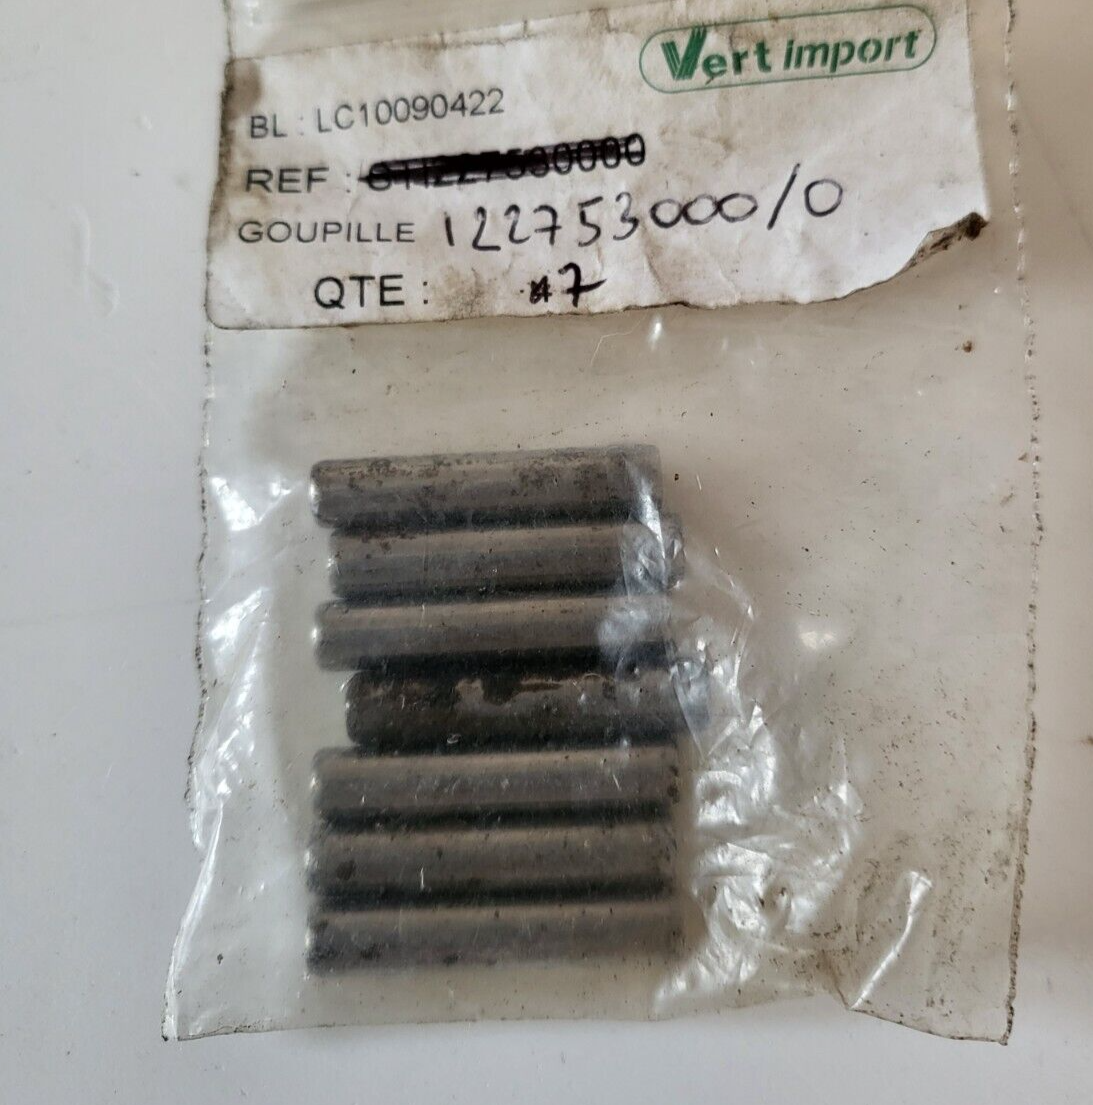 Vert import
BL : LC10090422
REF :
GOUPILLE 122753000/0
QTE : 7